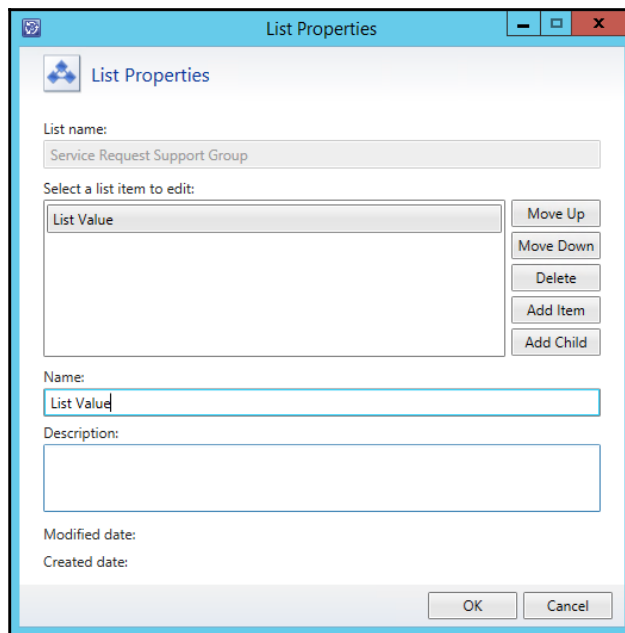 List Properties
List Properties
List name:
Service Request Support Group
Select a list item to edit:
List Value
Move Up
Move Down
Delete
Add Item
Add Child
Name:
List Value
Description:
Modified date:
Created date:
OK
Cancel